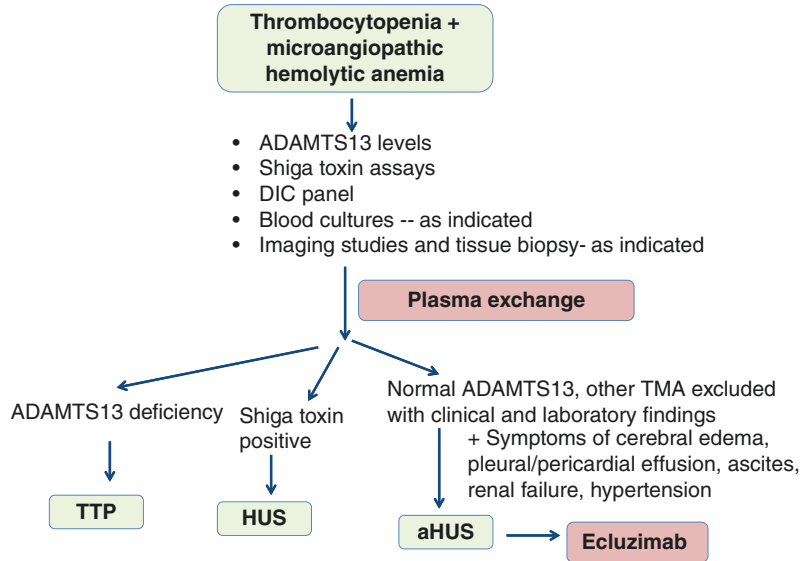 Thrombocytopenia +
microangiopathic
hemolytic anemia
• ADAMTS13 levels
• Shiga toxin assays
• DIC panel
• Blood cultures -- as indicated
• Imaging studies and tissue biopsy- as indicated
Plasma exchange
ADAMTS13 deficiency
TTP
Shiga toxin
positive
HUS
Normal ADAMTS13, other TMA excluded
with clinical and laboratory findings
+ Symptoms of cerebral edema,
pleural/pericardial effusion, ascites,
renal failure, hypertension
aHUS
Ecluzimab